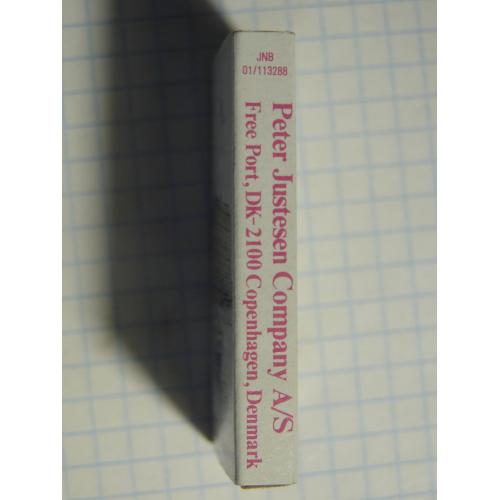 JNB
01/113288
Peter Justesen Company A/S
Free Port, DK-2100 Copenhagen, Denmark